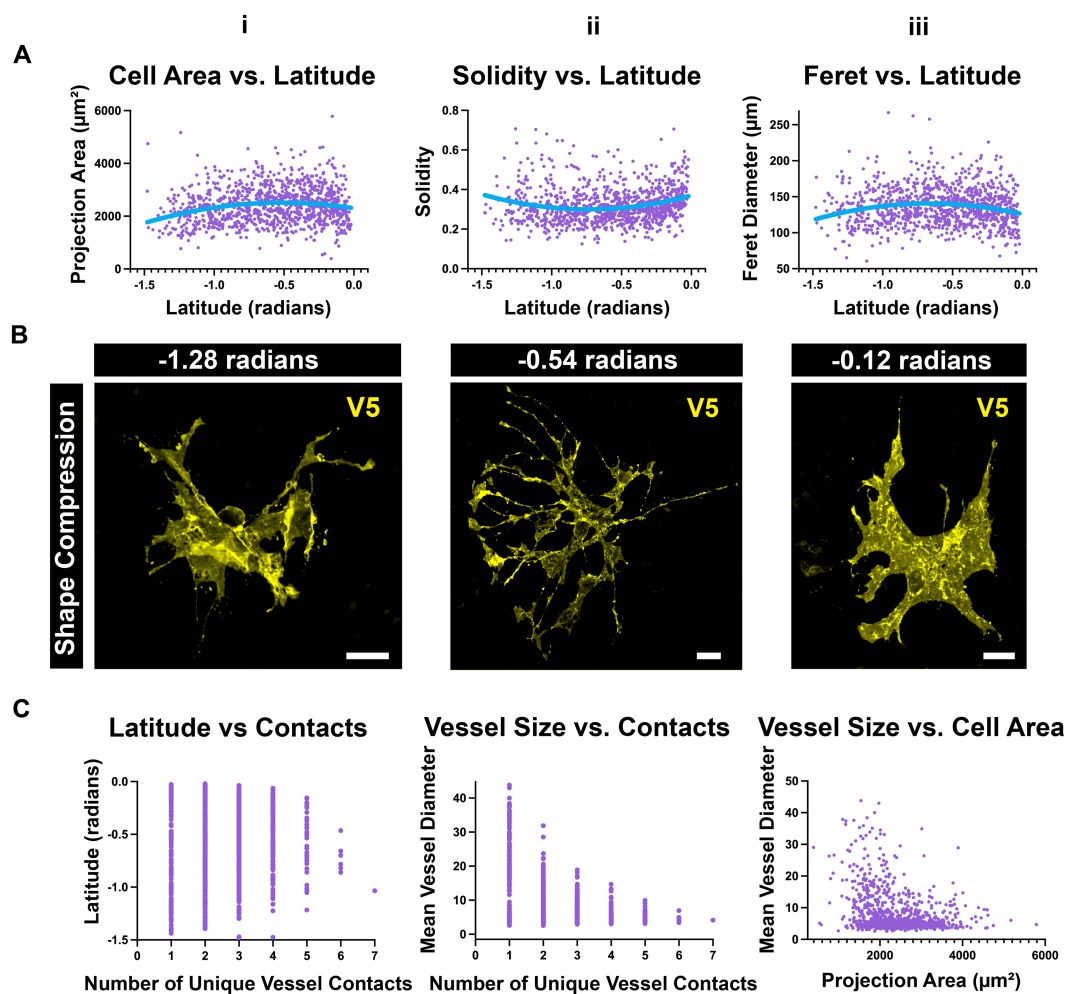 i ii iii
A
Cell Area vs. Latitude
Projection Area (µm²)
6000
4000
2000
0
-1.5 -1.0 -0.5 0.0
Latitude (radians)
Solidity vs. Latitude
Solidity
0.8
0.6
0.4
0.2
0.0
-1.5 -1.0 -0.5 0.0
Latitude (radians)
Feret vs. Latitude
Feret Diameter (µm)
250
200
150
100
50
-1.5 -1.0 -0.5 0.0
Latitude (radians)
B
Shape Compression
-1.28 radians
V5
-0.54 radians
V5
-0.12 radians
V5
C
Latitude vs Contacts
Latitude (radians)
0.0
-0.5
-1.0
-1.5
0 1 2 3 4 5 6 7
Number of Unique Vessel Contacts
Vessel Size vs. Contacts
Mean Vessel Diameter
40
30
20
10
0
0 1 2 3 4 5 6 7
Number of Unique Vessel Contacts
Vessel Size vs. Cell Area
Mean Vessel Diameter
50
40
30
20
10
0
2000 4000 6000
Projection Area (µm²)